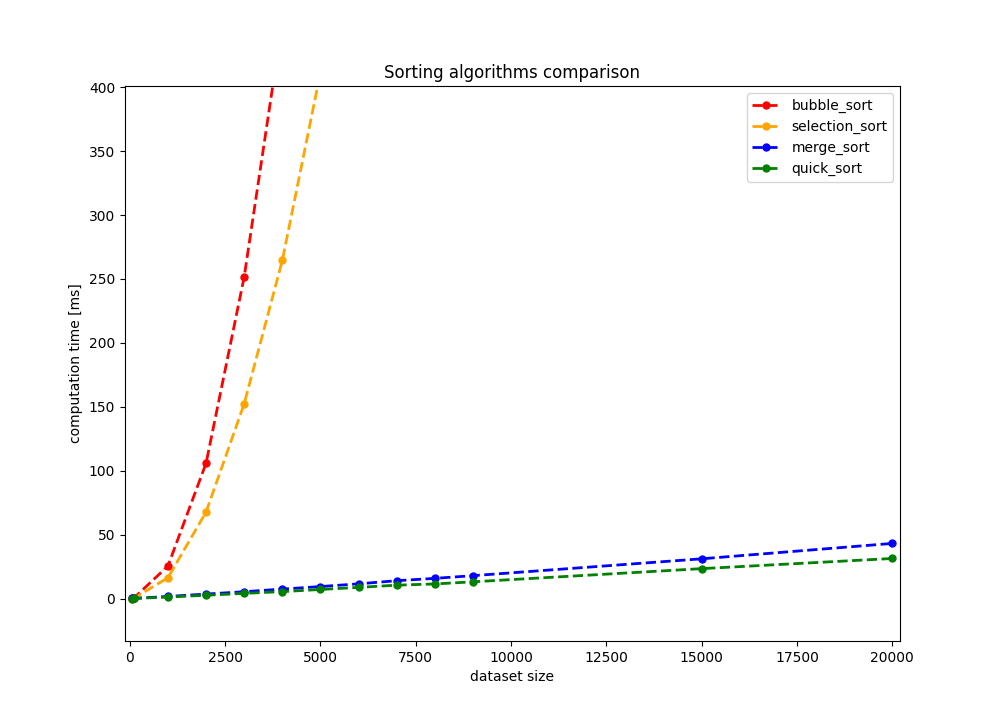 Sorting algorithms comparison
400
350
300
250
200
150
100
50
0
computation time [ms]
bubble_sort
selection_sort
merge_sort
quick_sort
0 2500 5000 7500 10000 12500 15000 17500 20000
dataset size